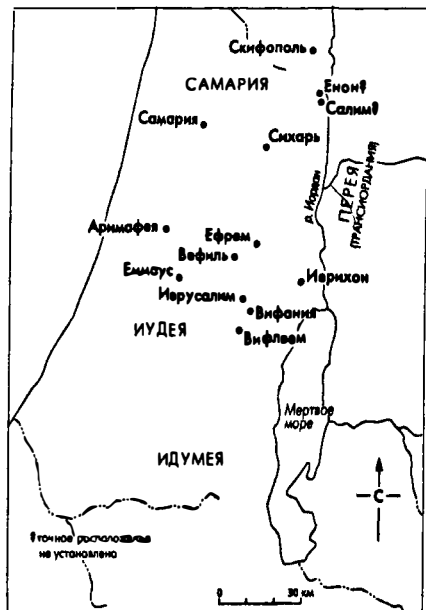 Скифополь
САМАРИЯ
Енон?
Салим?
Самария
Сихарь
р. Иордан
ПЕРЕЯ
(ТРАНСИОРДАНИЯ)
Аримафея
Ефрем
Вефиль
Еммаус
Иерихон
Иерусалим
Вифания
ИУДЕЯ
Вифлеем
Мертвое
море
ИДУМЕЯ
С
? точное расположение
не установлено
0 30 км